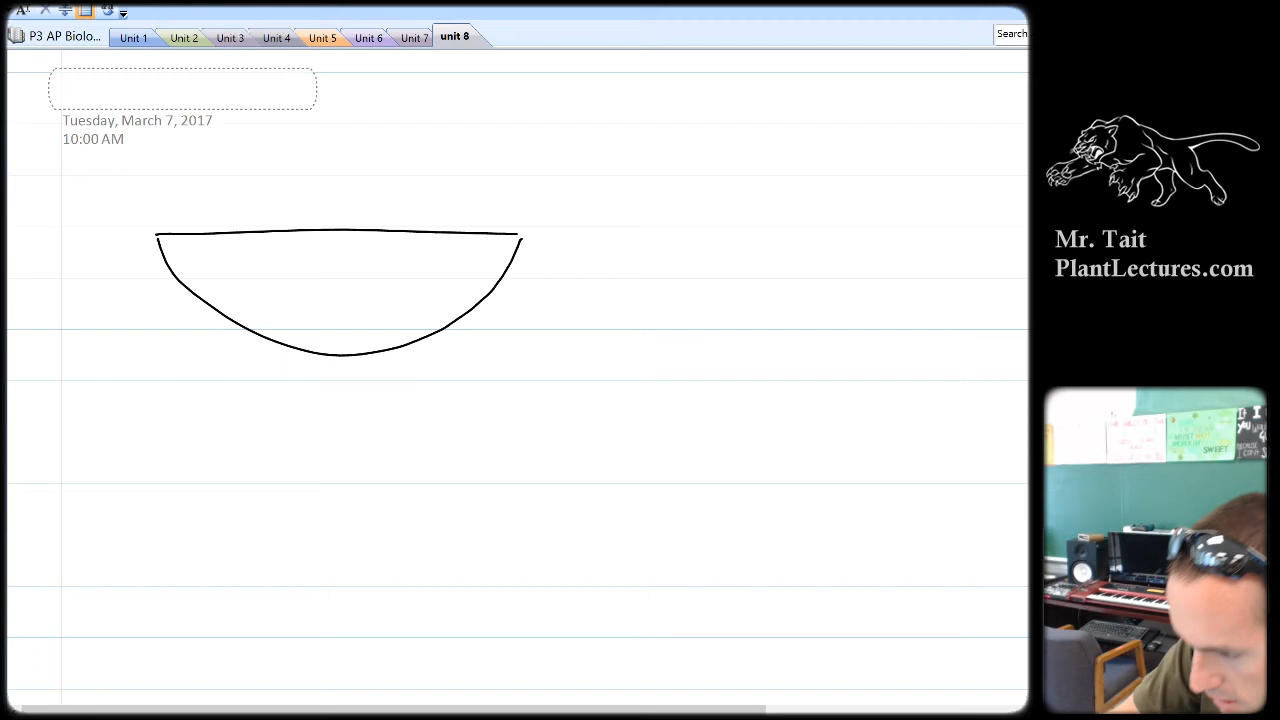 P3 AP Biolo...
Unit 1
Unit 2
Unit 3
Unit 4
Unit 5
Unit 6
Unit 7
unit 8
Search
Tuesday, March 7, 2017
10:00 AM
Mr. Tait
PlantLectures.com
SWEET